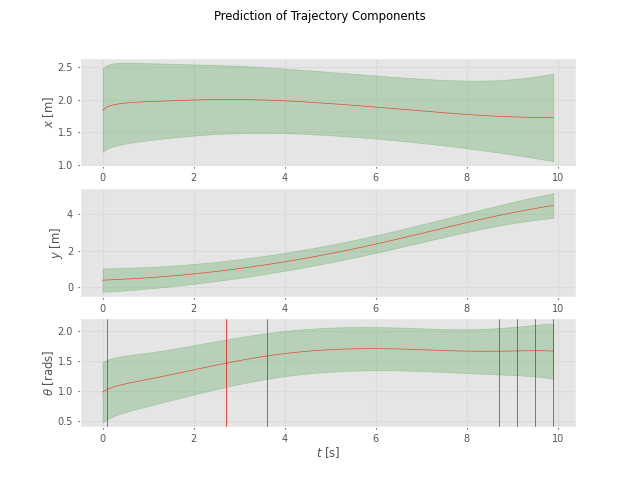 Prediction of Trajectory Components
2.5
2.0
1.5
1.0
x [m]
0 2 4 6 8 10
4
2
0
y [m]
0 2 4 6 8 10
2.0
1.5
1.0
0.5
θ [rads]
0 2 4 6 8 10
t [s]